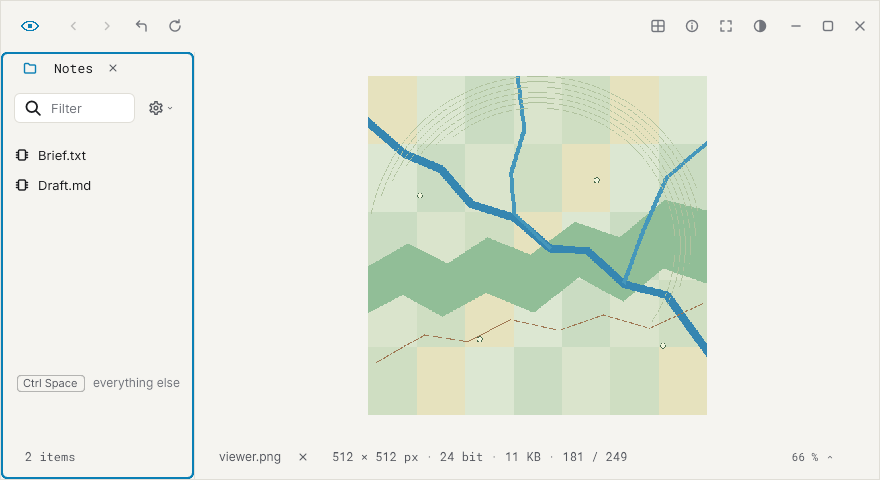 Notes
Filter
Brief.txt
Draft.md
Ctrl Space everything else
2 items
viewer.png 512 × 512 px · 24 bit · 11 KB · 181 / 249 66 %